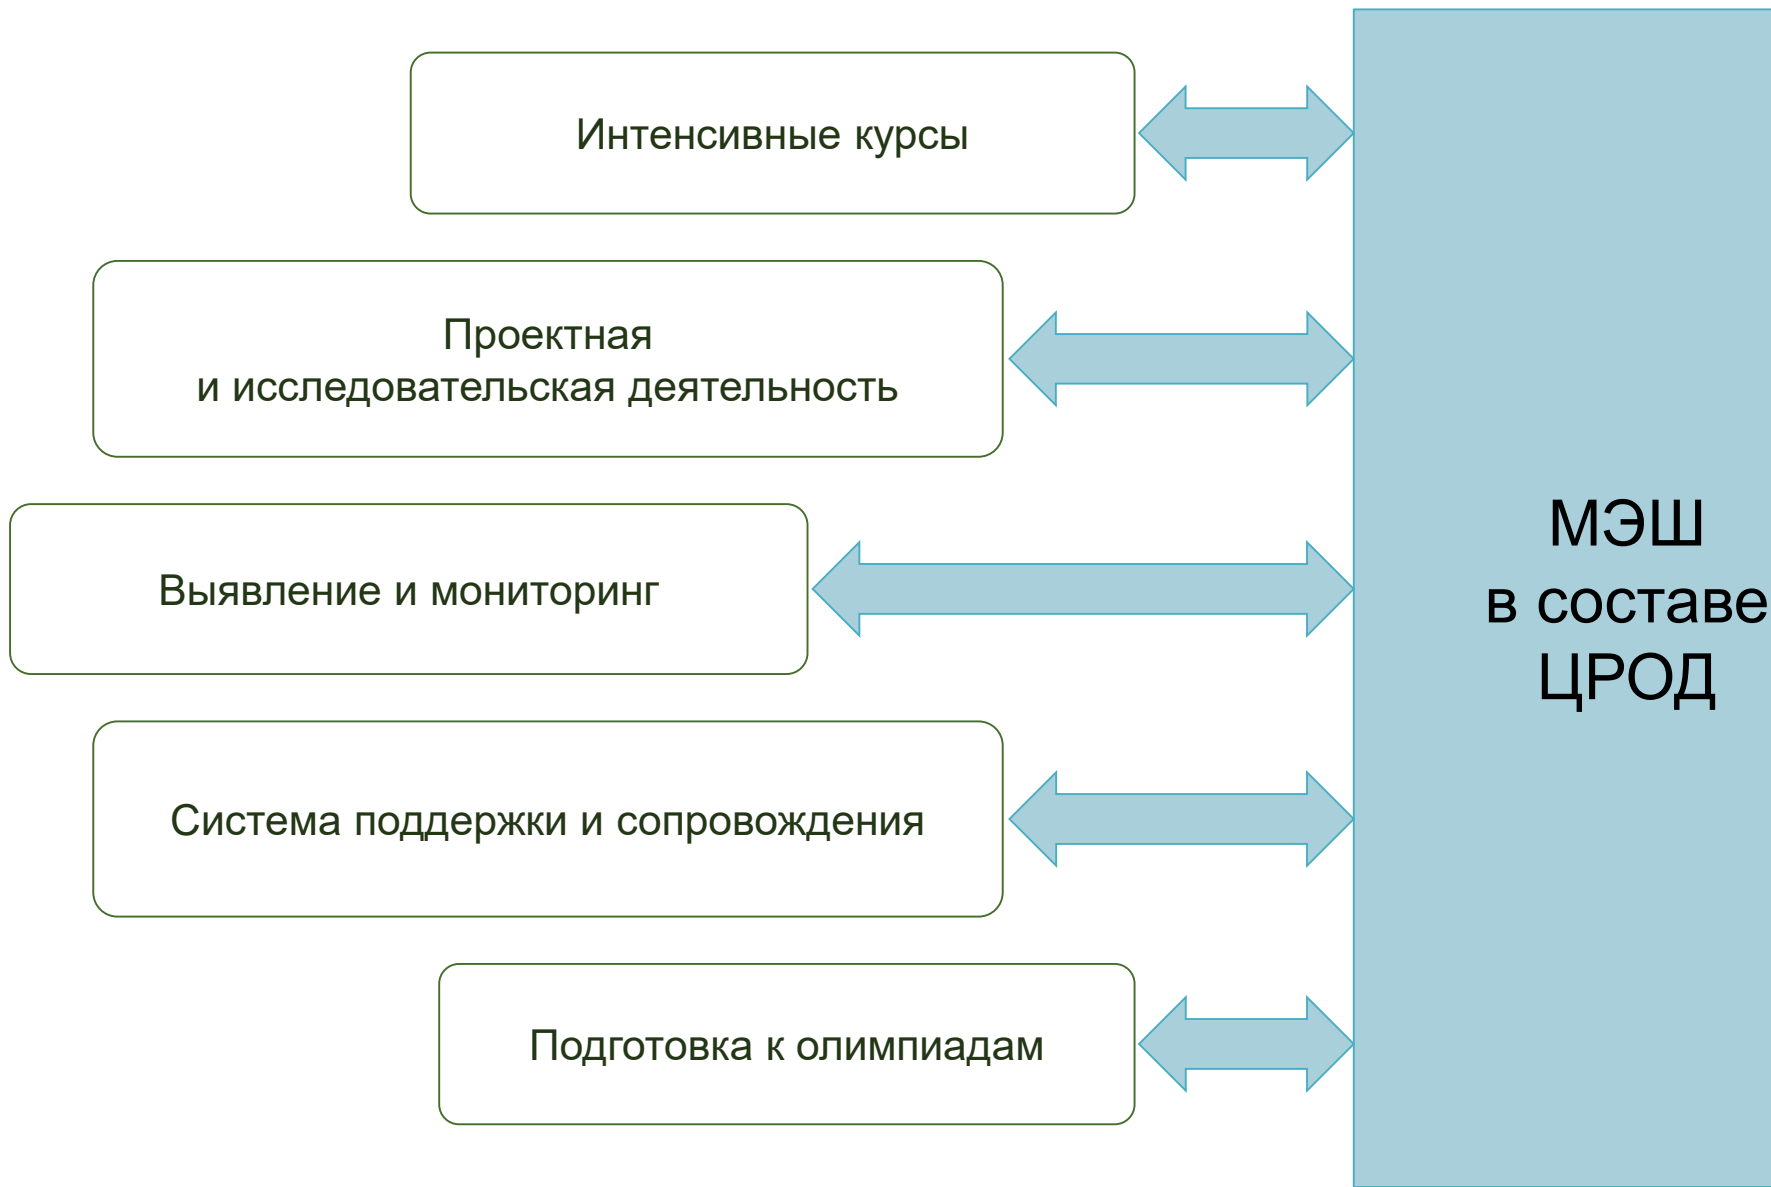 Интенсивные курсы
Проектная
и исследовательская деятельность
Выявление и мониторинг
Система поддержки и сопровождения
Подготовка к олимпиадам
МЭШ
в составе
ЦРОД